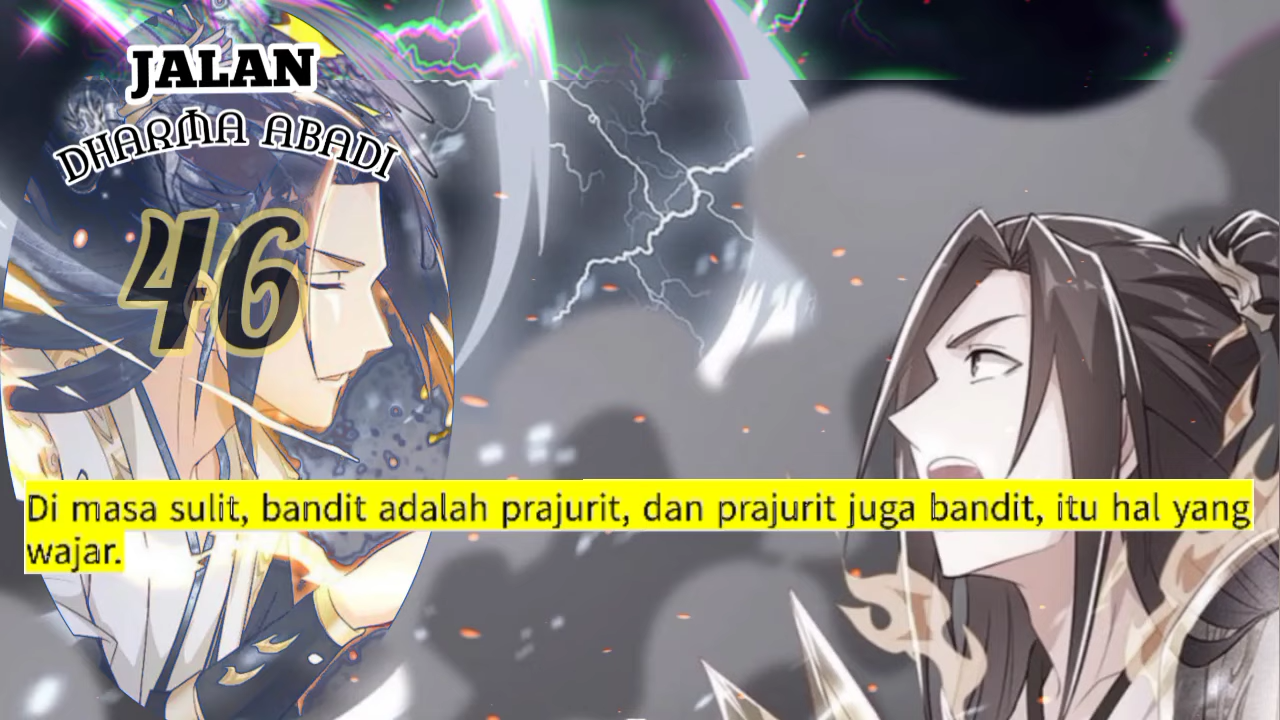 JALAN
DHARMA ABADI
46
Di masa sulit, bandit adalah prajurit, dan prajurit juga bandit, itu hal yang
wajar.